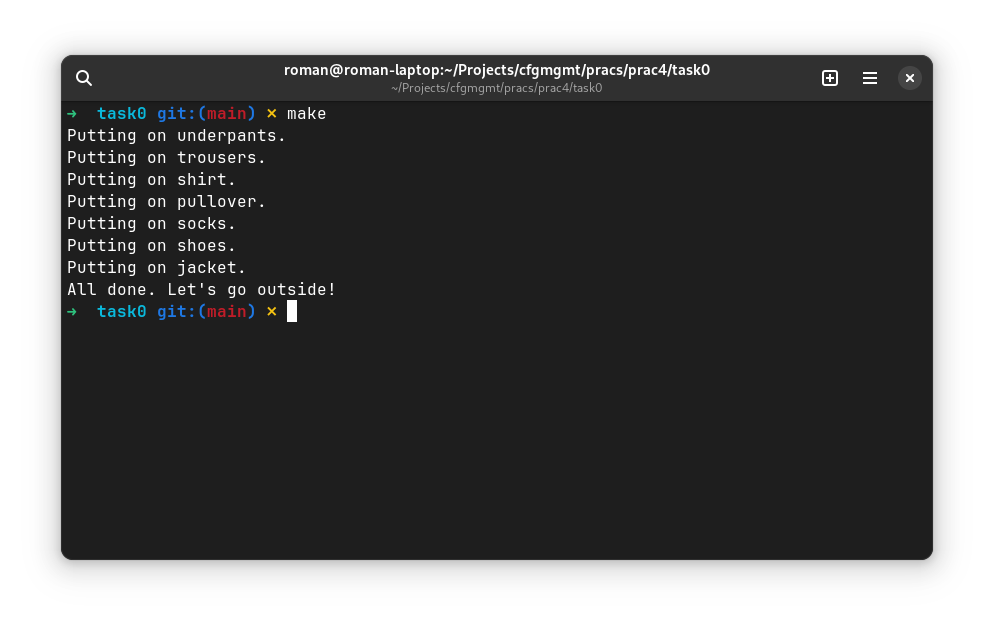 roman@roman-laptop:~/Projects/cfgmgmt/pracs/prac4/task0
~/Projects/cfgmgmt/pracs/prac4/task0
➜  task0 git:(main) ✗ make
Putting on underpants.
Putting on trousers.
Putting on shirt.
Putting on pullover.
Putting on socks.
Putting on shoes.
Putting on jacket.
All done. Let's go outside!
➜  task0 git:(main) ✗